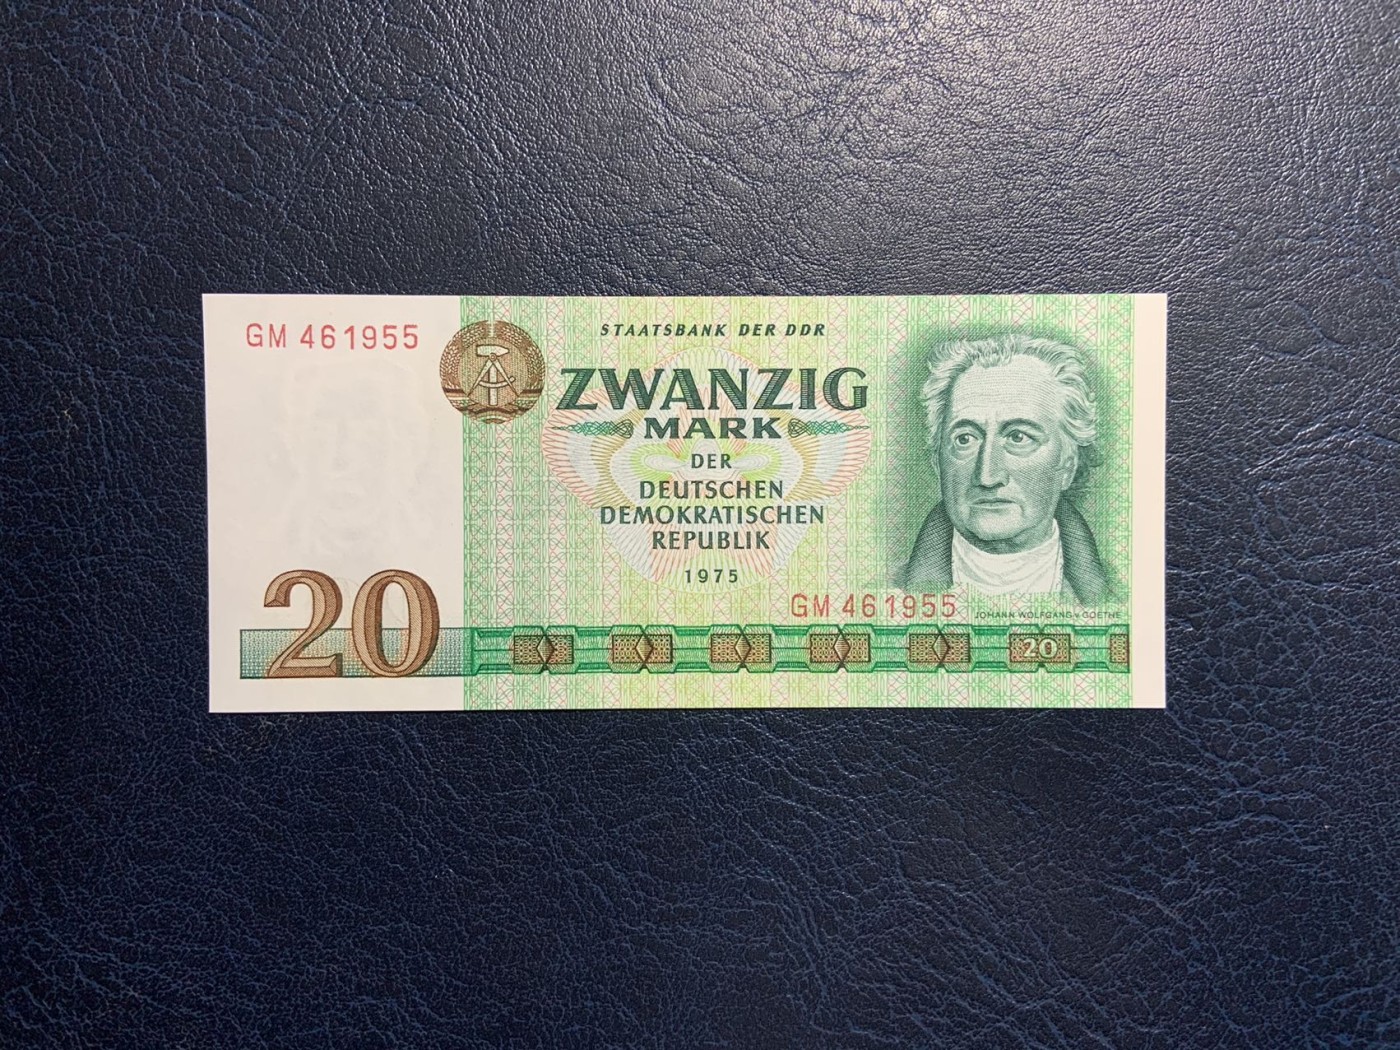 GM 461955
STAATSBANK DER DDR
ZWANZIG
MARK
DER
DEUTSCHEN
DEMOKRATISCHEN
REPUBLIK
1975
GM 461955
JOHANN WOLFGANG v. GOETHE
20
20